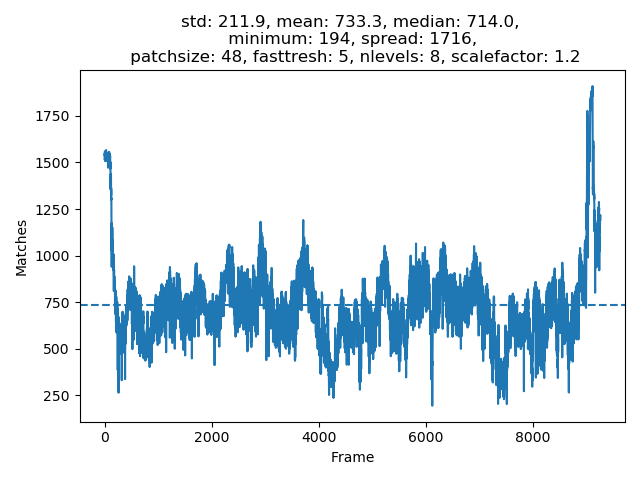 std: 211.9, mean: 733.3, median: 714.0,
minimum: 194, spread: 1716,
patchsize: 48, fasttresh: 5, nlevels: 8, scalefactor: 1.2
1750
1500
1250
1000
750
500
250
Matches
0 2000 4000 6000 8000
Frame